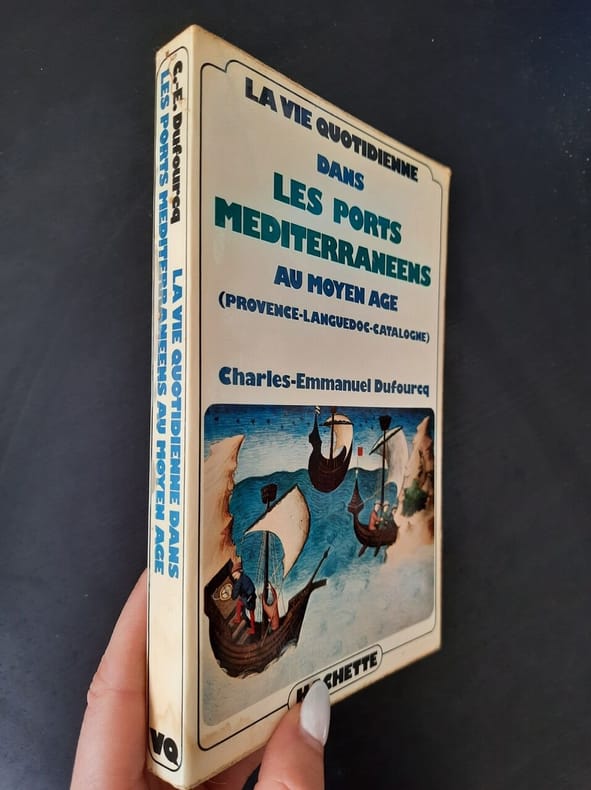 LA VIE QUOTIDIENNE
DANS
LES PORTS
MEDITERRANEENS
AU MOYEN AGE
(PROVENCE-LANGUEDOC-CATALOGNE)
Charles-Emmanuel Dufourcq
HACHETTE
C.-E. Dufourcq
LA VIE QUOTIDIENNE DANS
LES PORTS MEDITERRANEENS AU MOYEN AGE
VQ